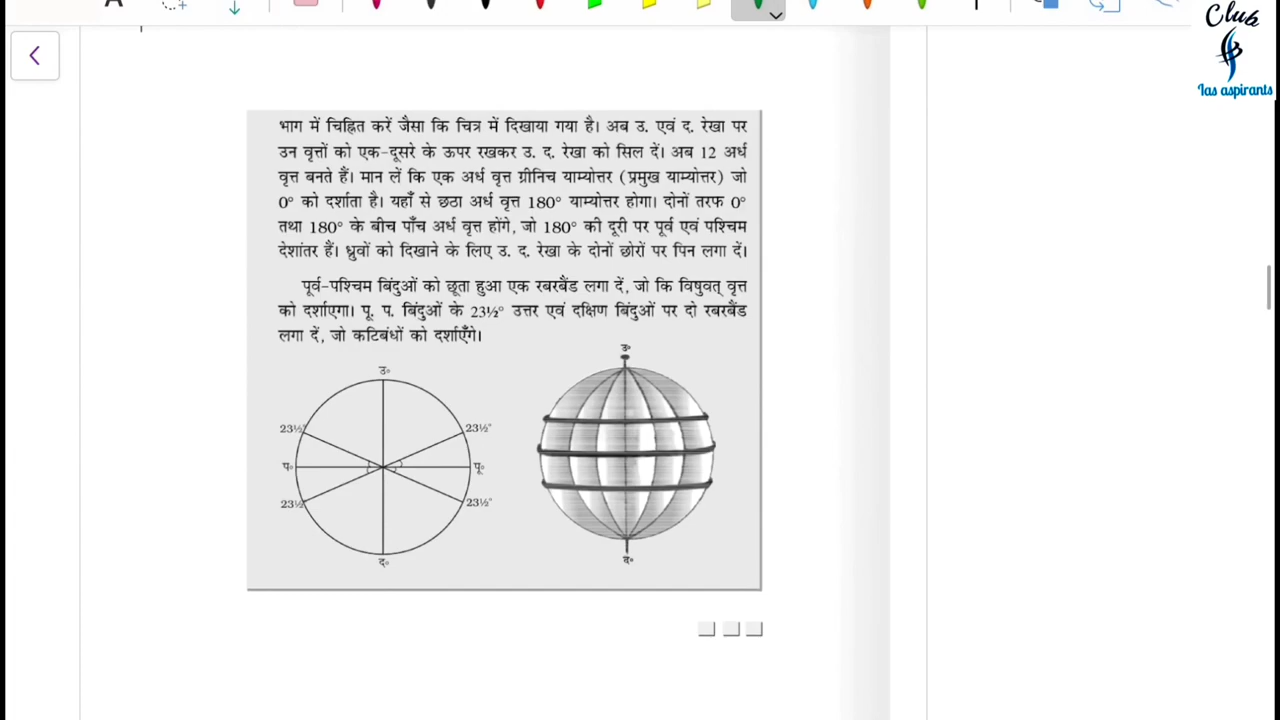 Club
Ias aspirants
भाग में चिह्नित करें जैसा कि चित्र में दिखाया गया है। अब उ. एवं द. रेखा पर
उन वृत्तों को एक-दूसरे के ऊपर रखकर उ. द. रेखा को सिल दें। अब 12 अर्ध
वृत्त बनते हैं। मान लें कि एक अर्ध वृत्त ग्रीनिच याम्योत्तर (प्रमुख याम्योत्तर) जो
0° को दर्शाता है। यहाँ से छठा अर्ध वृत्त 180° याम्योत्तर होगा। दोनों तरफ 0°
तथा 180° के बीच पाँच अर्ध वृत्त होंगे, जो 180° की दूरी पर पूर्व एवं पश्चिम
देशांतर हैं। ध्रुवों को दिखाने के लिए उ. द. रेखा के दोनों छोरों पर पिन लगा दें।
पूर्व-पश्चिम बिंदुओं को छूता हुआ एक रबरबैंड लगा दें, जो कि विषुवत् वृत्त
को दर्शाएगा। पू. प. बिंदुओं के 23½° उत्तर एवं दक्षिण बिंदुओं पर दो रबरबैंड
लगा दें, जो कटिबंधों को दर्शाएँगे।
उ॰
उ॰
23½°
23½°
प॰
पू॰
23½
23½°
द॰
द॰